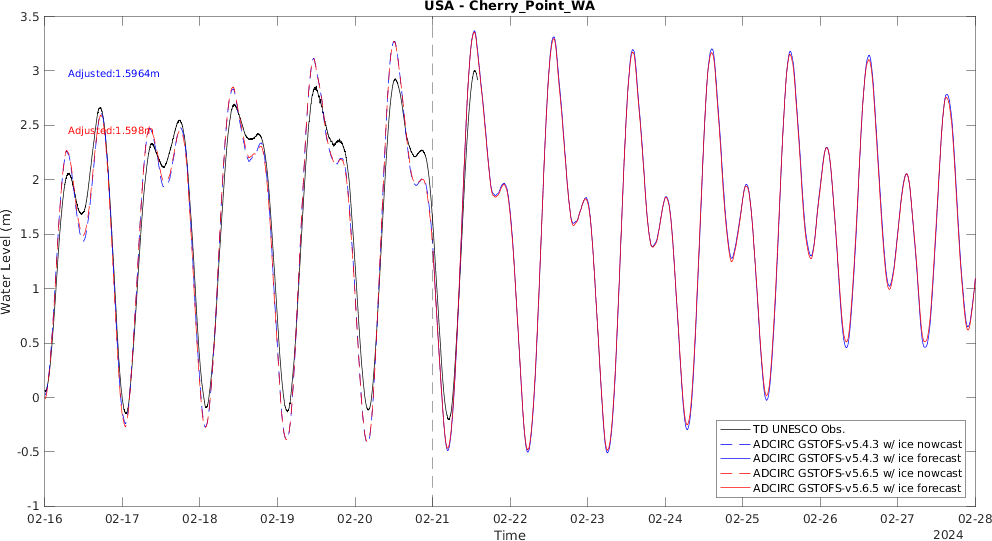 USA - Cherry_Point_WA
Adjusted:1.5964m
Adjusted:1.598m
Water Level (m)
3.5
3
2.5
2
1.5
1
0.5
0
-0.5
-1
TD UNESCO Obs.
ADCIRC GSTOFS-v5.4.3 w/ ice nowcast
ADCIRC GSTOFS-v5.4.3 w/ ice forecast
ADCIRC GSTOFS-v5.6.5 w/ ice nowcast
ADCIRC GSTOFS-v5.6.5 w/ ice forecast
02-16 02-17 02-18 02-19 02-20 02-21 02-22 02-23 02-24 02-25 02-26 02-27 02-28
Time
2024